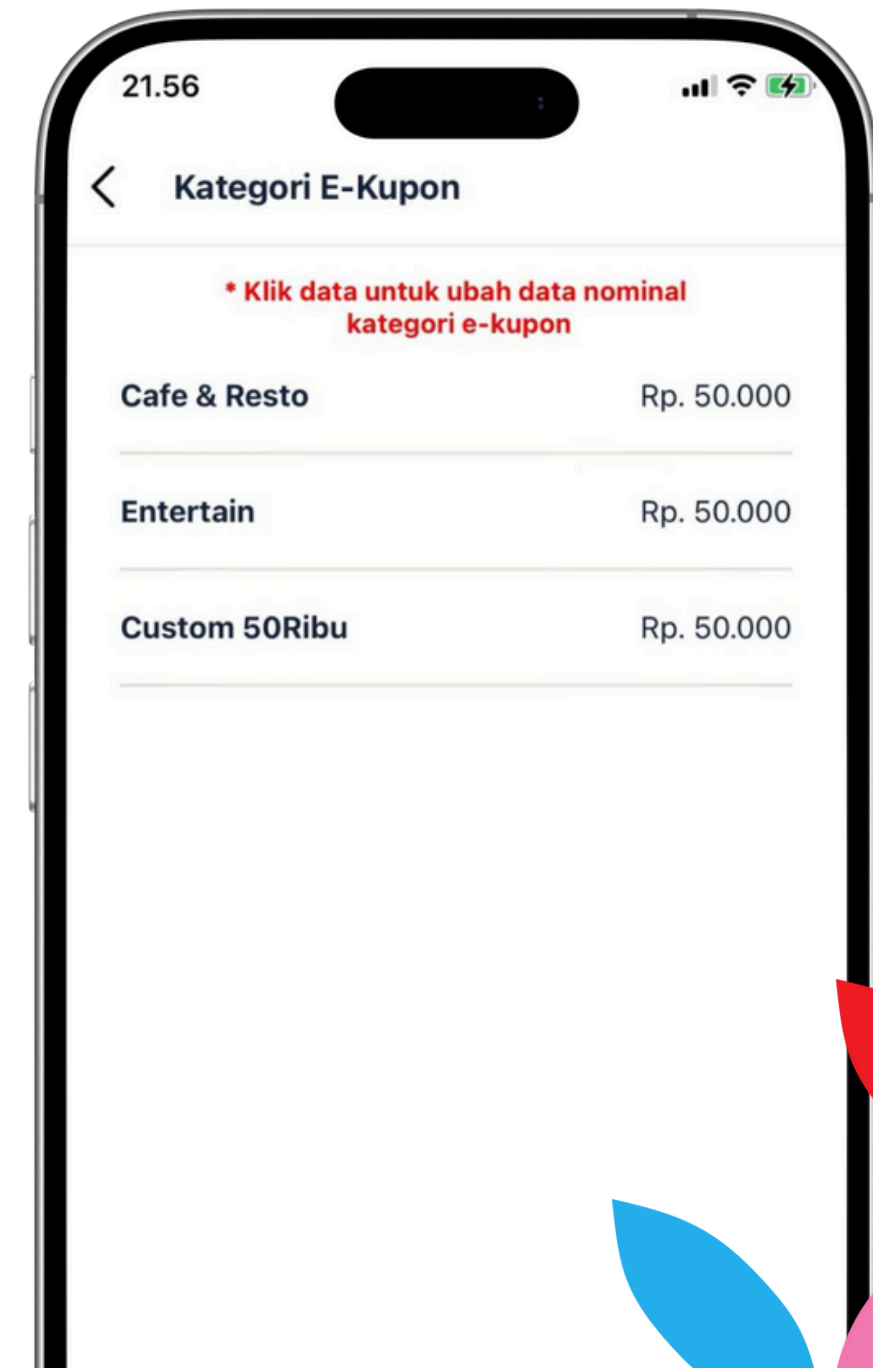 21.56
Kategori E-Kupon
* Klik data untuk ubah data nominal
kategori e-kupon
Cafe & Resto Rp. 50.000
Entertain Rp. 50.000
Custom 50Ribu Rp. 50.000